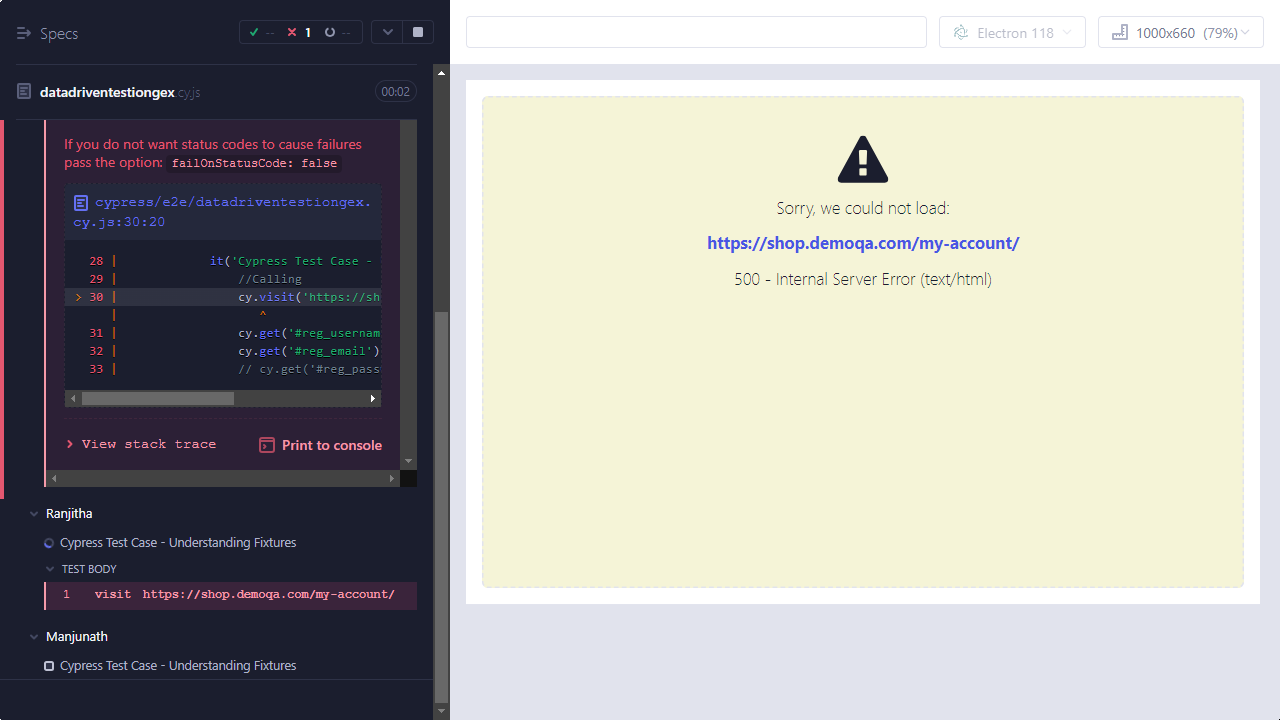 Specs
-- 1 --
Electron 118
1000x660 (79%)
datadriventestiongex.cy.js
00:02
If you do not want status codes to cause failures
pass the option: failOnStatusCode: false
cypress/e2e/datadriventestiongex.
cy.js:30:20
28 | it('Cypress Test Case -
29 | //Calling
> 30 | cy.visit('https://sh
| ^
31 | cy.get('#reg_usernam
32 | cy.get('#reg_email')
33 | // cy.get('#reg_pass
> View stack trace
Print to console
Ranjitha
Cypress Test Case - Understanding Fixtures
TEST BODY
1 visit https://shop.demoqa.com/my-account/
Manjunath
Cypress Test Case - Understanding Fixtures
Sorry, we could not load:
https://shop.demoqa.com/my-account/
500 - Internal Server Error (text/html)